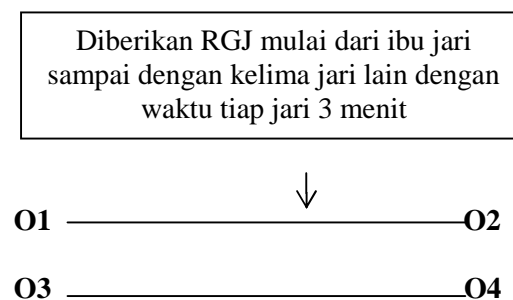 Diberikan RGJ mulai dari ibu jari
sampai dengan kelima jari lain dengan
waktu tiap jari 3 menit
O1 O2
O3 O4